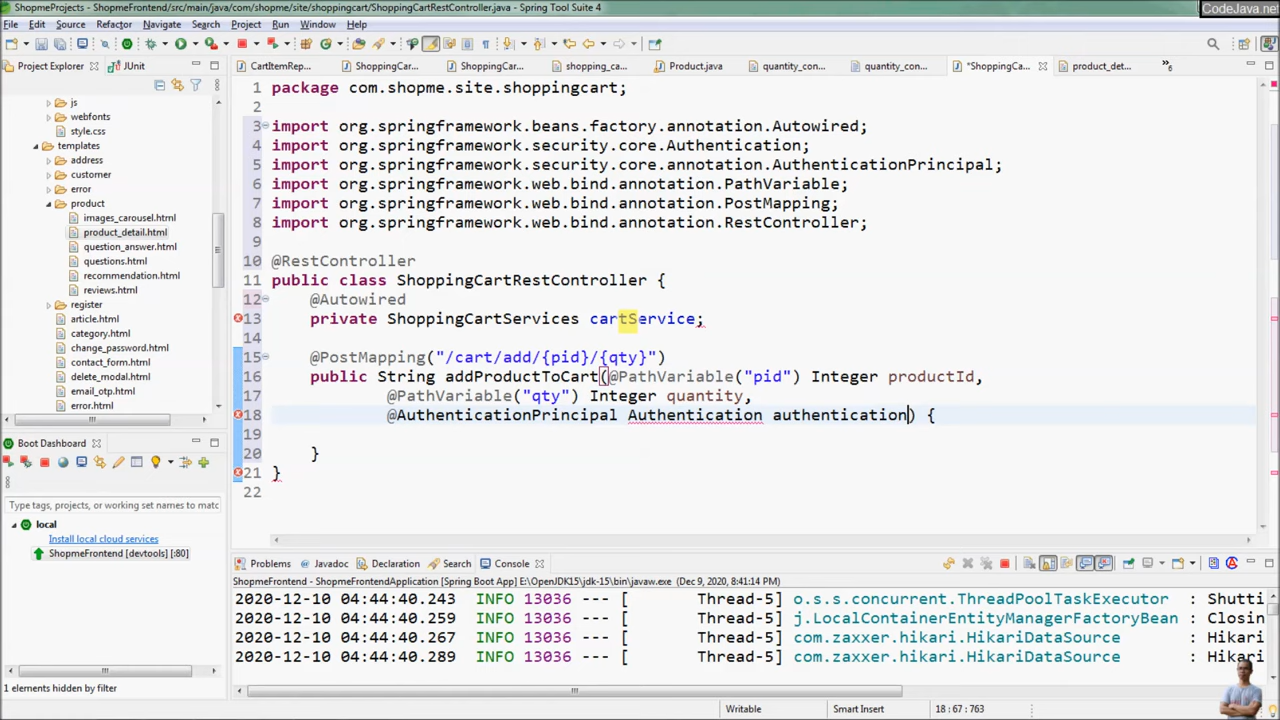 ShopmeProjects - ShopmeFrontend/src/main/java/com/shopme/site/shoppingcart/ShoppingCartRestController.java - Spring Tool Suite 4
CodeJava.net
File Edit Source Refactor Navigate Search Project Run Window Help
Project Explorer JUnit
CartItemRep... ShoppingCar... ShoppingCar... shopping_ca... Product.java quantity_con... quantity_con... *ShoppingCa... product_det... »6
js
webfonts
style.css
templates
address
customer
error
product
images_carousel.html
product_detail.html
question_answer.html
questions.html
recommendation.html
reviews.html
register
article.html
category.html
change_password.html
contact_form.html
delete_modal.html
email_otp.html
error.html
1 package com.shopme.site.shoppingcart;
2
3 import org.springframework.beans.factory.annotation.Autowired;
4 import org.springframework.security.core.Authentication;
5 import org.springframework.security.core.annotation.AuthenticationPrincipal;
6 import org.springframework.web.bind.annotation.PathVariable;
7 import org.springframework.web.bind.annotation.PostMapping;
8 import org.springframework.web.bind.annotation.RestController;
9
10 @RestController
11 public class ShoppingCartRestController {
12 @Autowired
13 private ShoppingCartServices cartService;
14
15 @PostMapping("/cart/add/{pid}/{qty}")
16 public String addProductToCart(@PathVariable("pid") Integer productId,
17 @PathVariable("qty") Integer quantity,
18 @AuthenticationPrincipal Authentication authentication) {
19
20 }
21 }
22
Boot Dashboard
Type tags, projects, or working set names to matc
local
Install local cloud services
ShopmeFrontend [devtools] [:80]
1 elements hidden by filter
Problems Javadoc Declaration Search Console
ShopmeFrontend - ShopmeFrontendApplication [Spring Boot App] E:\OpenJDK15\jdk-15\bin\javaw.exe (Dec 9, 2020, 8:41:14 PM)
2020-12-10 04:44:40.243 INFO 13036 --- [ Thread-5] o.s.s.concurrent.ThreadPoolTaskExecutor : Shutti
2020-12-10 04:44:40.259 INFO 13036 --- [ Thread-5] j.LocalContainerEntityManagerFactoryBean : Closin
2020-12-10 04:44:40.267 INFO 13036 --- [ Thread-5] com.zaxxer.hikari.HikariDataSource : Hikari
2020-12-10 04:44:40.289 INFO 13036 --- [ Thread-5] com.zaxxer.hikari.HikariDataSource : Hikari
Writable Smart Insert 18 : 67 : 763